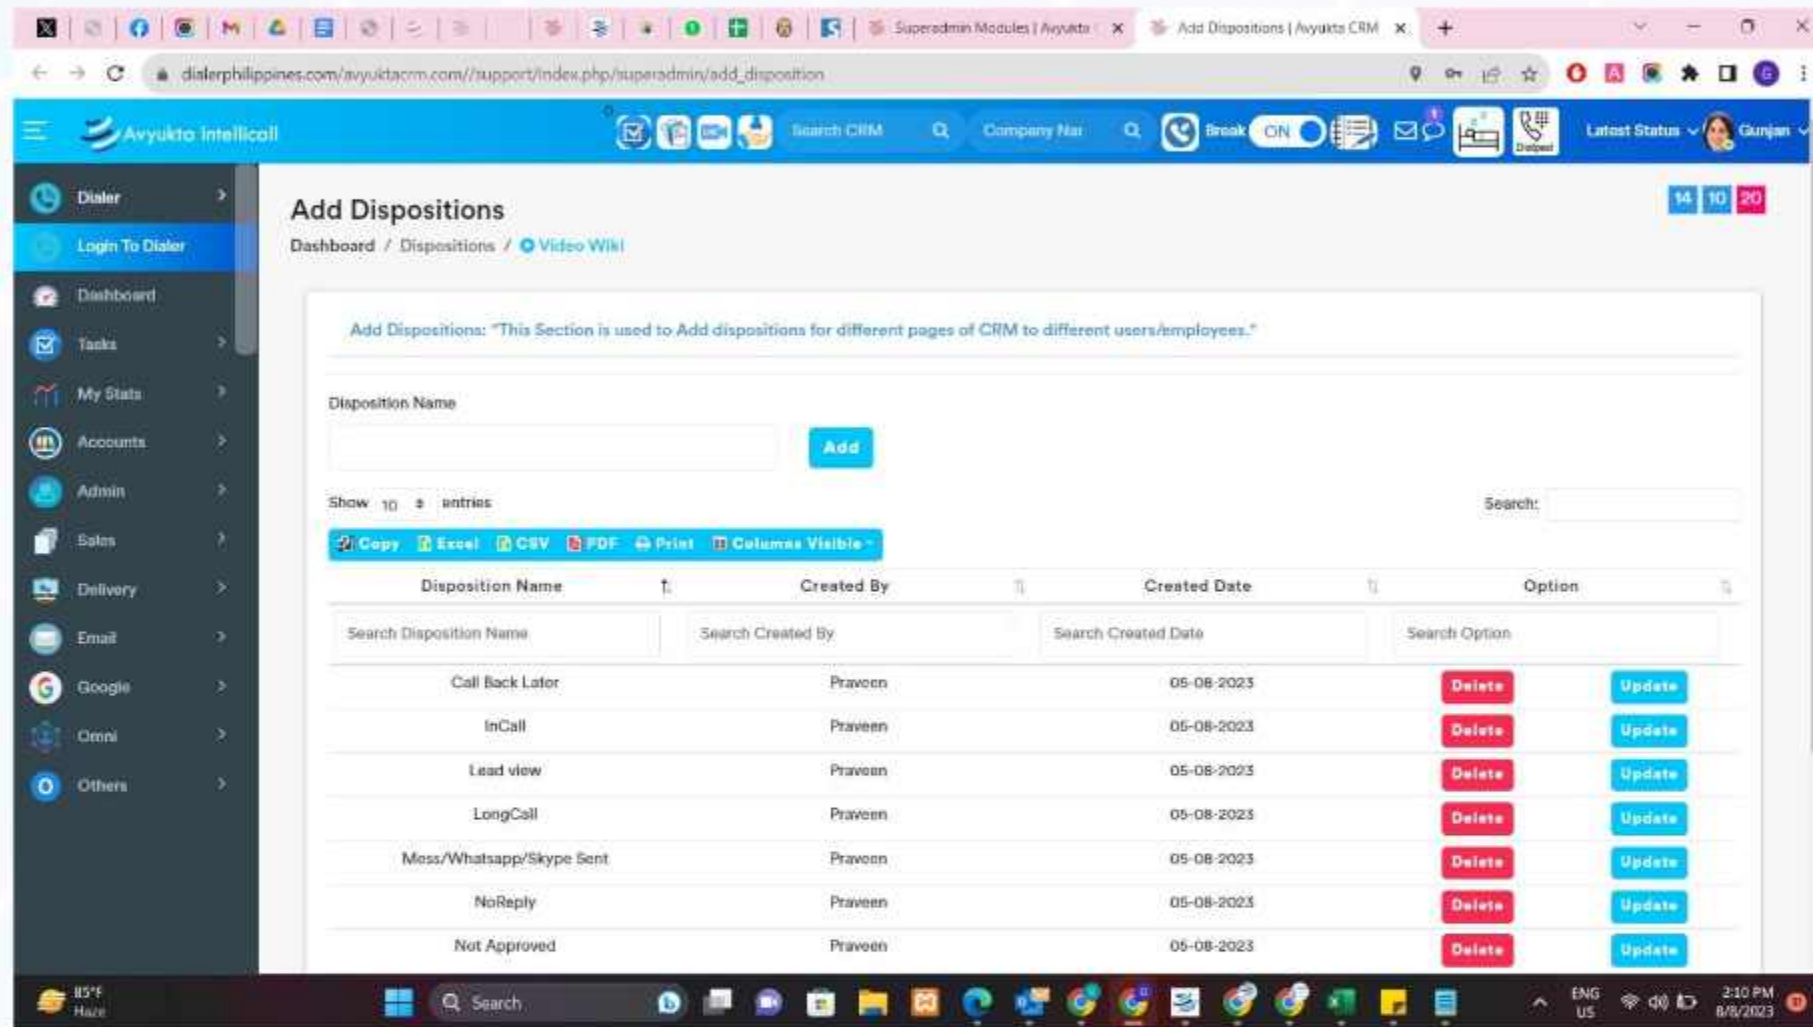 Superadmin Modules | Avyukta
Add Dispositions | Avyukta CRM
dialerphilippines.com/avyuktacrm.com//support/index.php/superadmin/add_disposition
Avyukta Intellicall
Search CRM
Company Nar
Break ON
Dialpad
Latest Status
Gunjan
Dialer
Login To Dialer
Dashboard
Tasks
My Stats
Accounts
Admin
Sales
Delivery
Email
Google
Omni
Others
Add Dispositions
14 10 20
Dashboard / Dispositions / Video Wiki
Add Dispositions: "This Section is used to Add dispositions for different pages of CRM to different users/employees."
Disposition Name
Add
Show 10 entries
Search:
Copy Excel CSV PDF Print Columns Visible
Disposition Name Created By Created Date Option
Search Disposition Name Search Created By Search Created Date Search Option
Call Back Later Praveen 05-08-2023 Delete Update
InCall Praveen 05-08-2023 Delete Update
Lead view Praveen 05-08-2023 Delete Update
LongCall Praveen 05-08-2023 Delete Update
Mess/Whatsapp/Skype Sent Praveen 05-08-2023 Delete Update
NoReply Praveen 05-08-2023 Delete Update
Not Approved Praveen 05-08-2023 Delete Update
85°F
Haze
Search
ENG
US
2:10 PM
8/8/2023